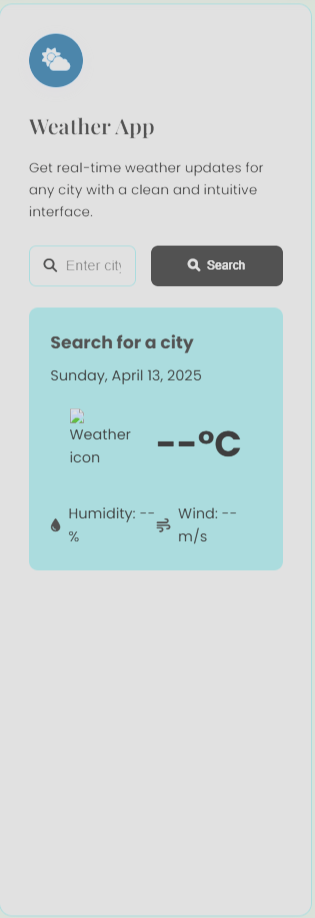 Weather App
Get real-time weather updates for
any city with a clean and intuitive
interface.
Enter city
Search
Search for a city
Sunday, April 13, 2025
Weather
icon
--°C
Humidity: --
%
Wind: --
m/s